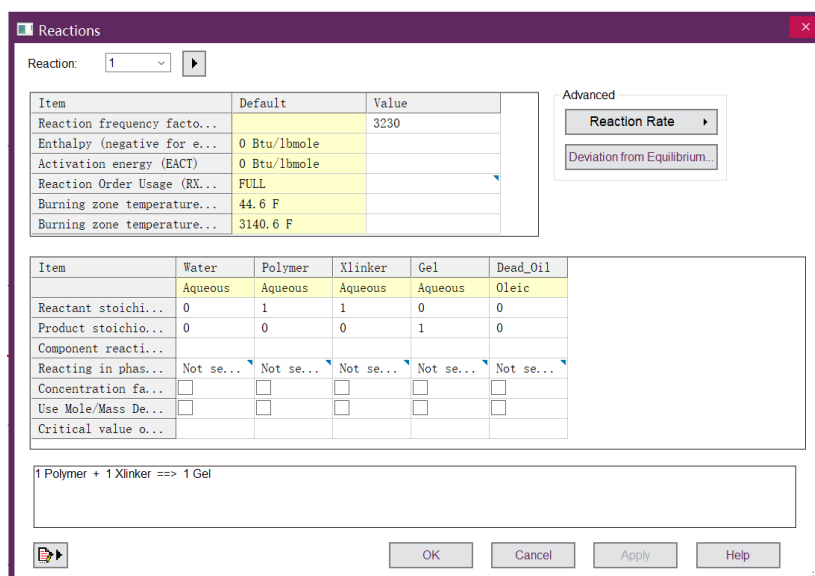 Reactions
Reaction: 1
Item Default Value
Reaction frequency facto... 3230
Enthalpy (negative for e... 0 Btu/lbmole
Activation energy (EACT) 0 Btu/lbmole
Reaction Order Usage (RX... FULL
Burning zone temperature... 44.6 F
Burning zone temperature... 3140.6 F
Advanced
Reaction Rate
Deviation from Equilibrium...
Item Water Polymer Xlinker Gel Dead_Oil
Aqueous Aqueous Aqueous Aqueous Oleic
Reactant stoichi... 0 1 1 0 0
Product stoichio... 0 0 0 1 0
Component reacti...
Reacting in phas... Not se... Not se... Not se... Not se... Not se...
Concentration fa...
Use Mole/Mass De...
Critical value o...
1 Polymer + 1 Xlinker ==> 1 Gel
OK Cancel Apply Help